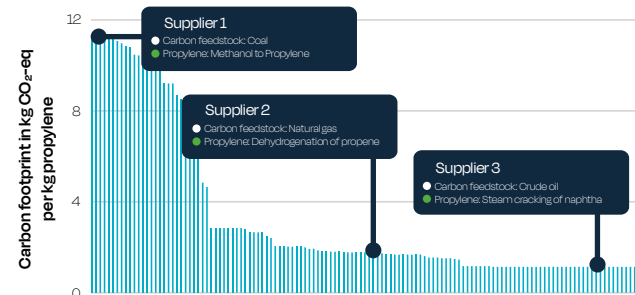 12
8
4
0
Carbon footprint in kg CO₂-eq
per kg propylene
Supplier 1
Carbon feedstock: Coal
Propylene: Methanol to Propylene
Supplier 2
Carbon feedstock: Natural gas
Propylene: Dehydrogenation of propene
Supplier 3
Carbon feedstock: Crude oil
Propylene: Steam cracking of naphtha